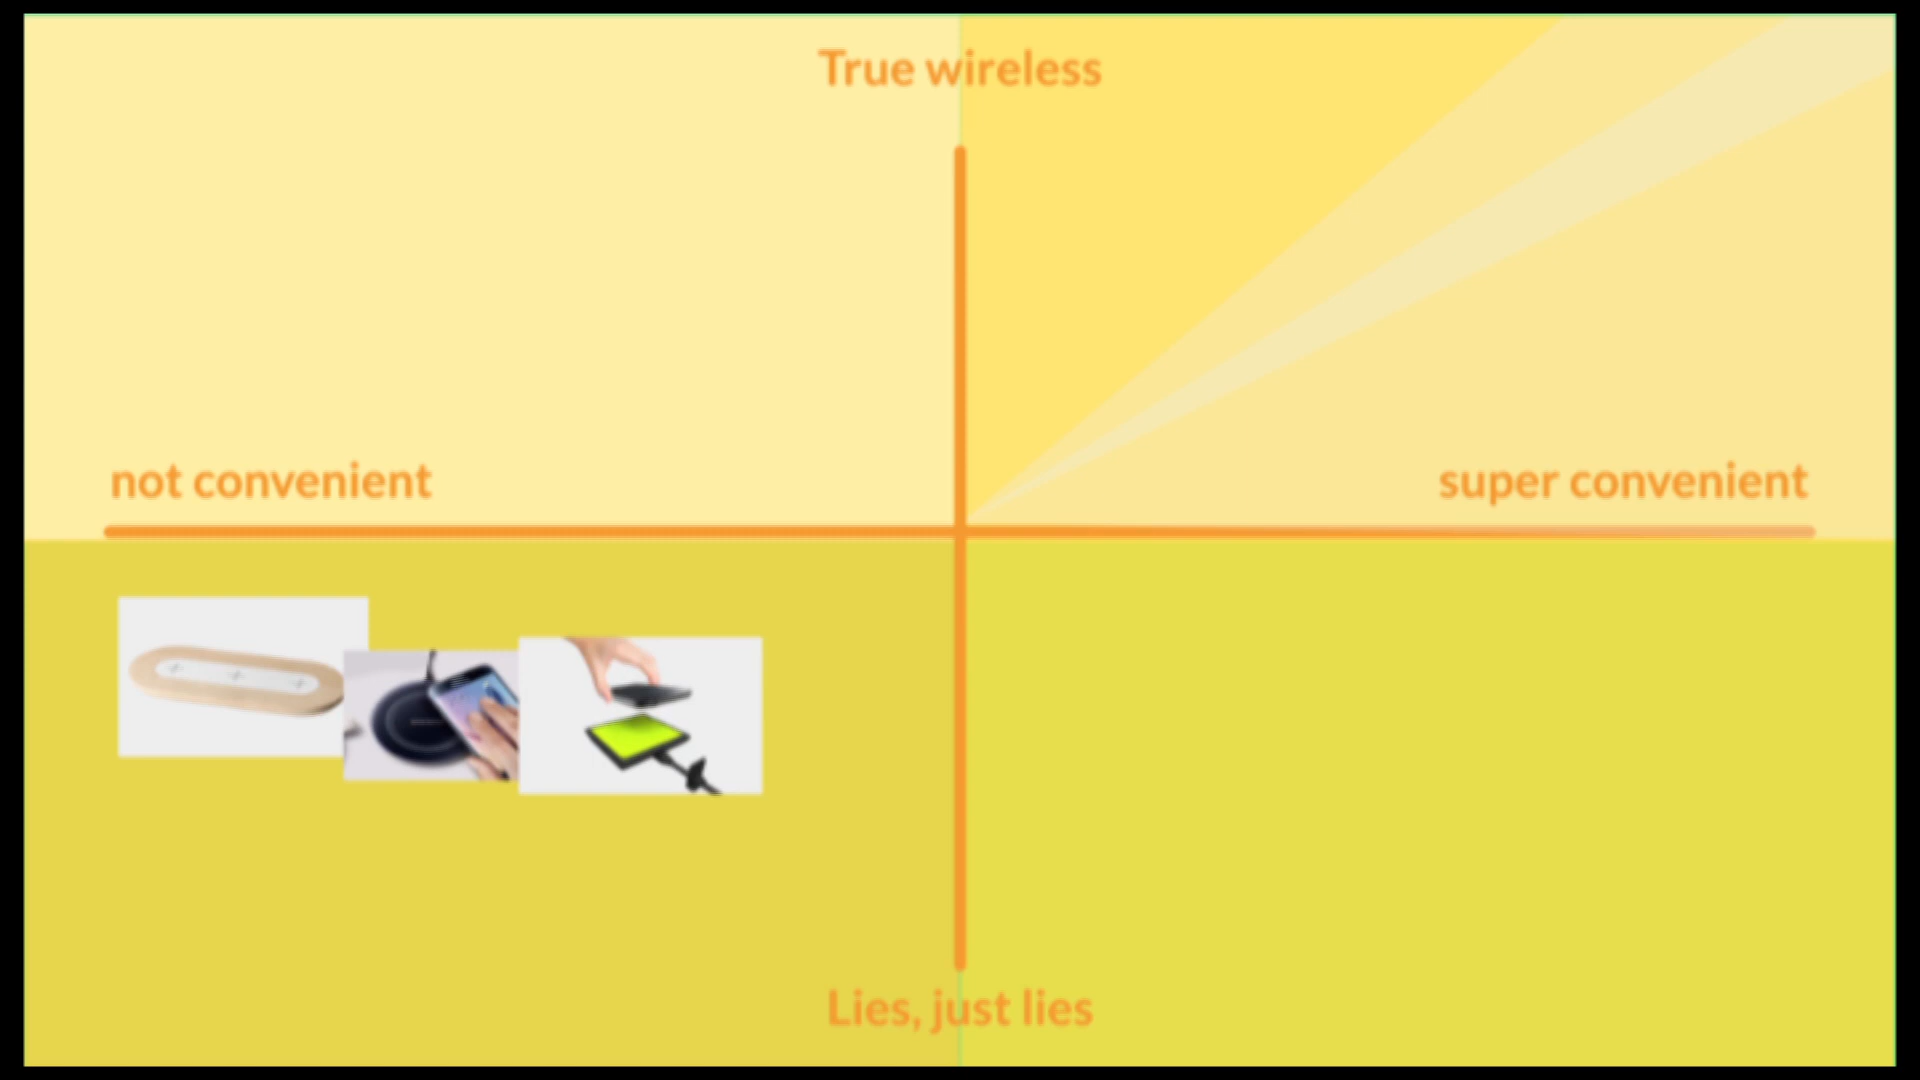 True wireless
not convenient
super convenient
Lies, just lies